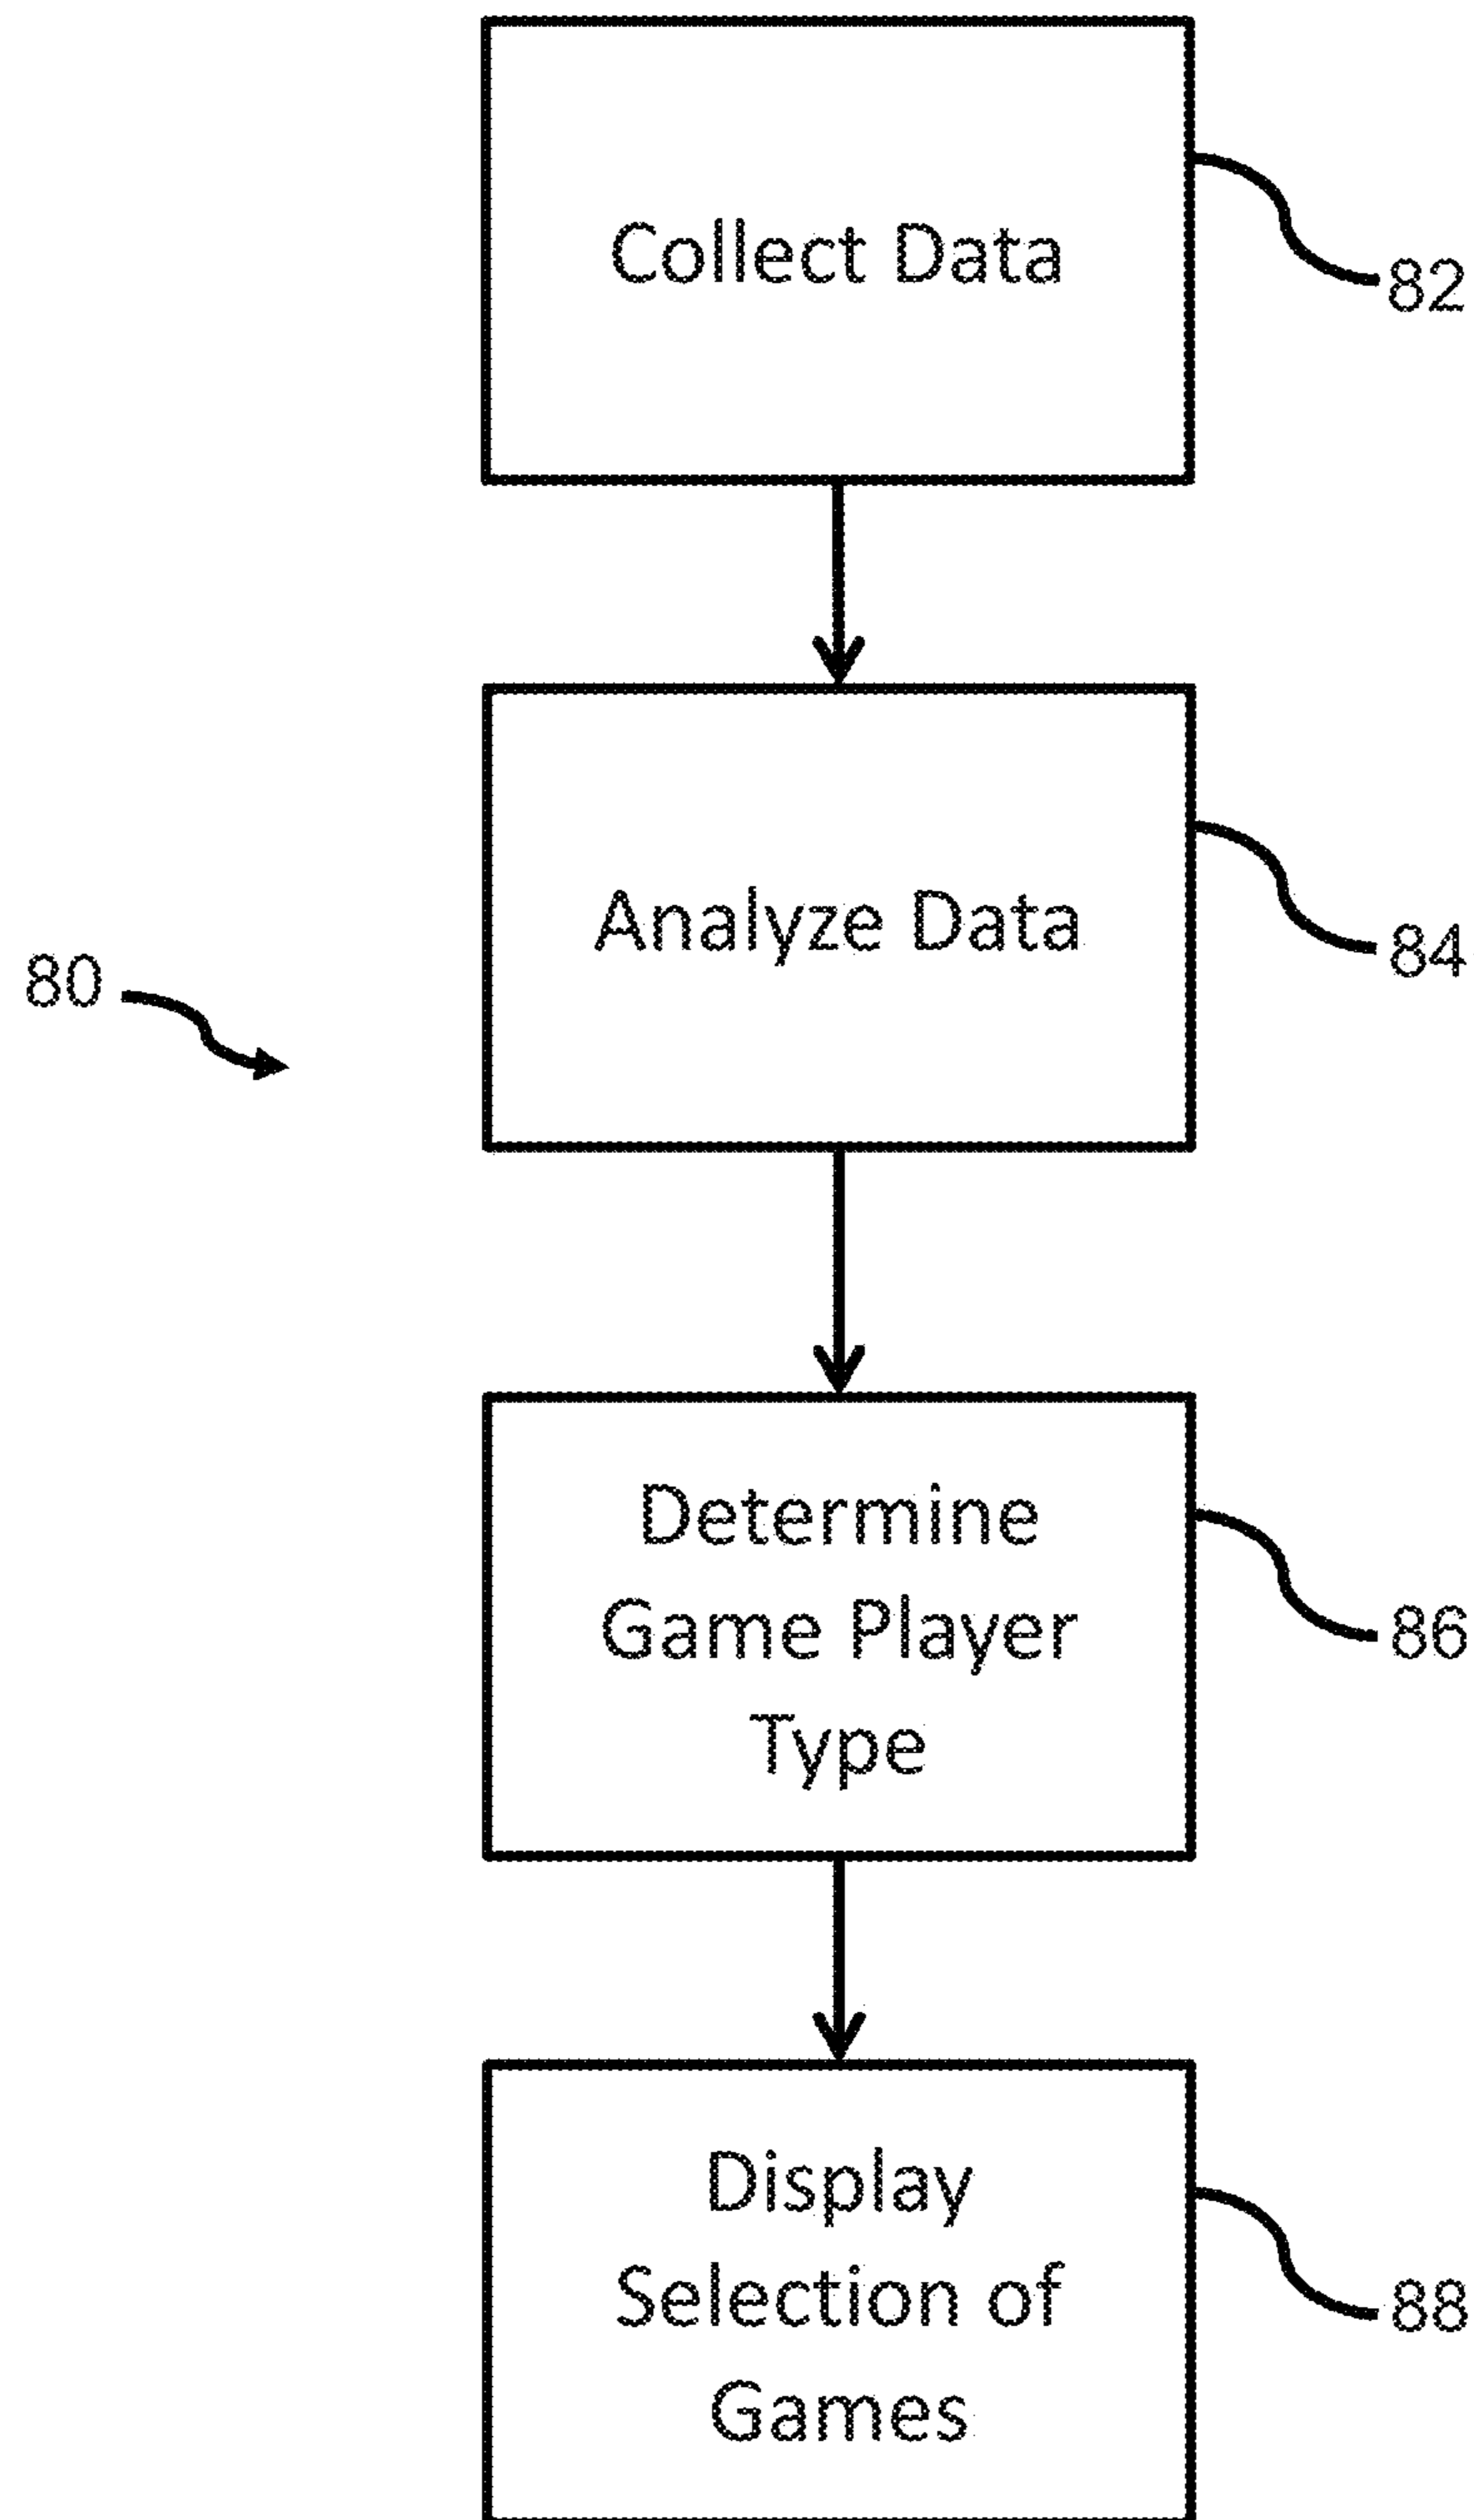 Collect Data
82
Analyze Data
84
80
Determine
Game Player
Type
86
Display
Selection of
Games
88